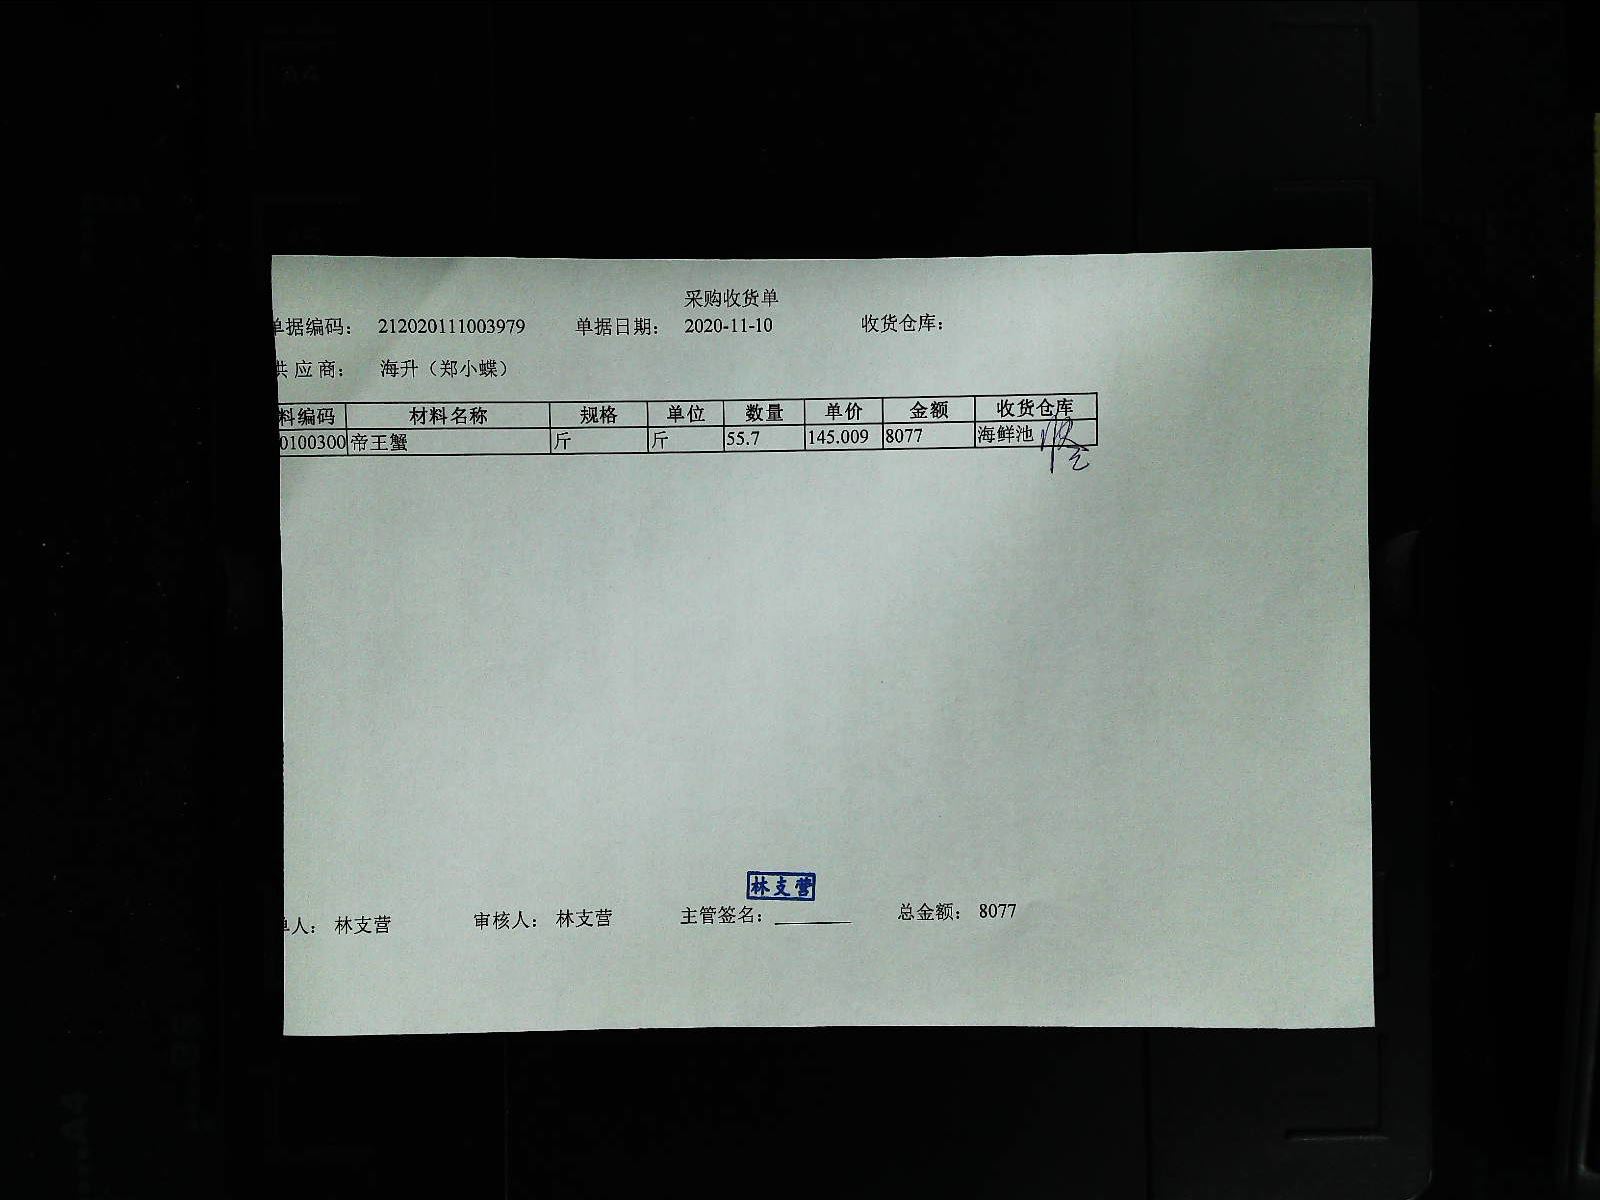 采购收货单
单据编码： 212020111003979 单据日期： 2020-11-10 收货仓库：
供应商： 海升（郑小蝶）
料编码 材料名称 规格 单位 数量 单价 金额 收货仓库
0100300 帝王蟹 斤 斤 55.7 145.009 8077 海鲜池
林支营
单人： 林支营 审核人： 林支营 主管签名： 总金额： 8077